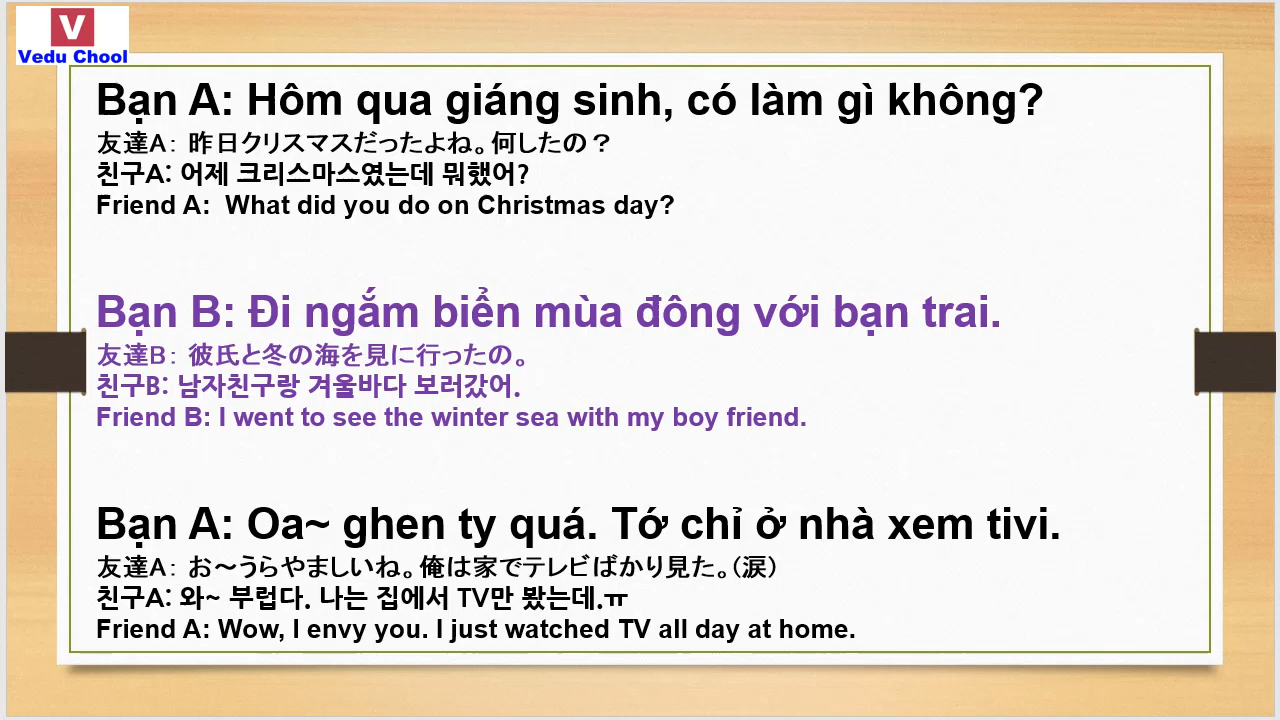 V
Vedu Chool
Bạn A: Hôm qua giáng sinh, có làm gì không?
友達A： 昨日クリスマスだったよね。何したの？
친구A: 어제 크리스마스였는데 뭐했어?
Friend A:  What did you do on Christmas day?
Bạn B: Đi ngắm biển mùa đông với bạn trai.
友達B： 彼氏と冬の海を見に行ったの。
친구B: 남자친구랑 겨울바다 보러갔어.
Friend B: I went to see the winter sea with my boy friend.
Bạn A: Oa~ ghen ty quá. Tớ chỉ ở nhà xem tivi.
友達A： お～うらやましいね。俺は家でテレビばかり見た。（涙）
친구A: 와~ 부럽다. 나는 집에서 TV만 봤는데.ㅠ
Friend A: Wow, I envy you. I just watched TV all day at home.